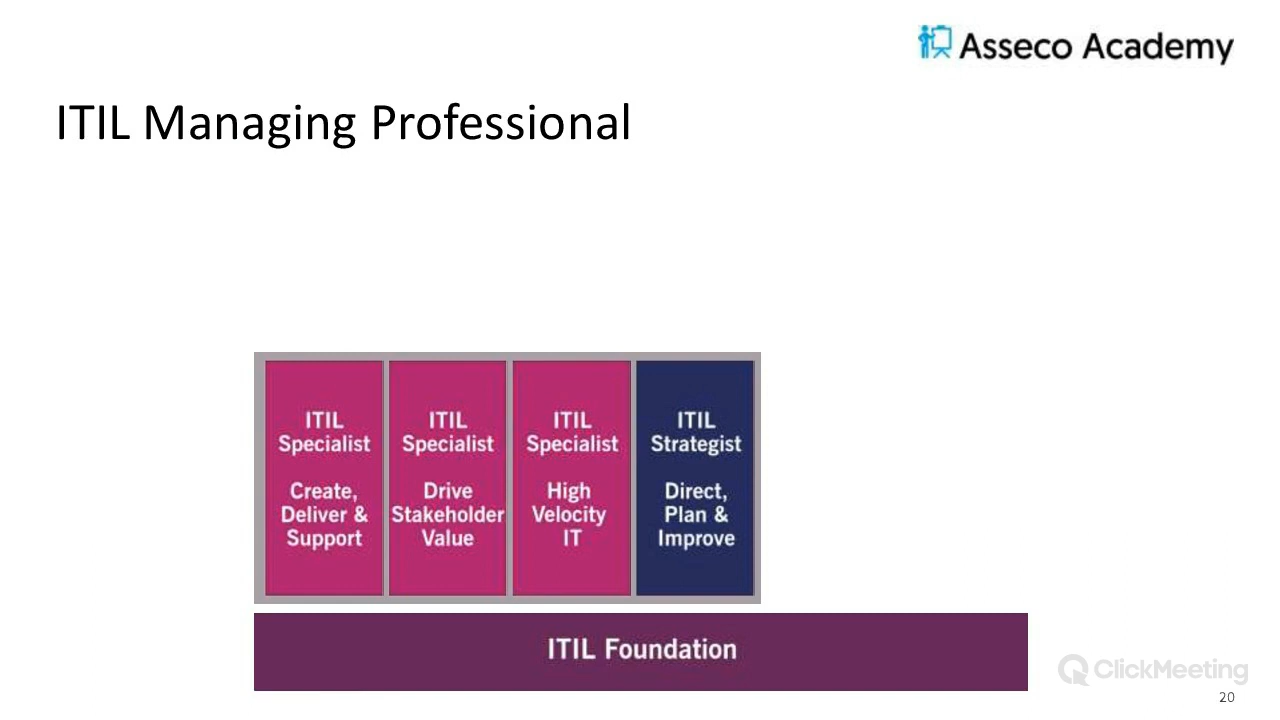 Asseco Academy
ITIL Managing Professional
ITIL
Specialist
Create,
Deliver &
Support
ITIL
Specialist
Drive
Stakeholder
Value
ITIL
Specialist
High
Velocity
IT
ITIL
Strategist
Direct,
Plan &
Improve
ITIL Foundation
ClickMeeting
20